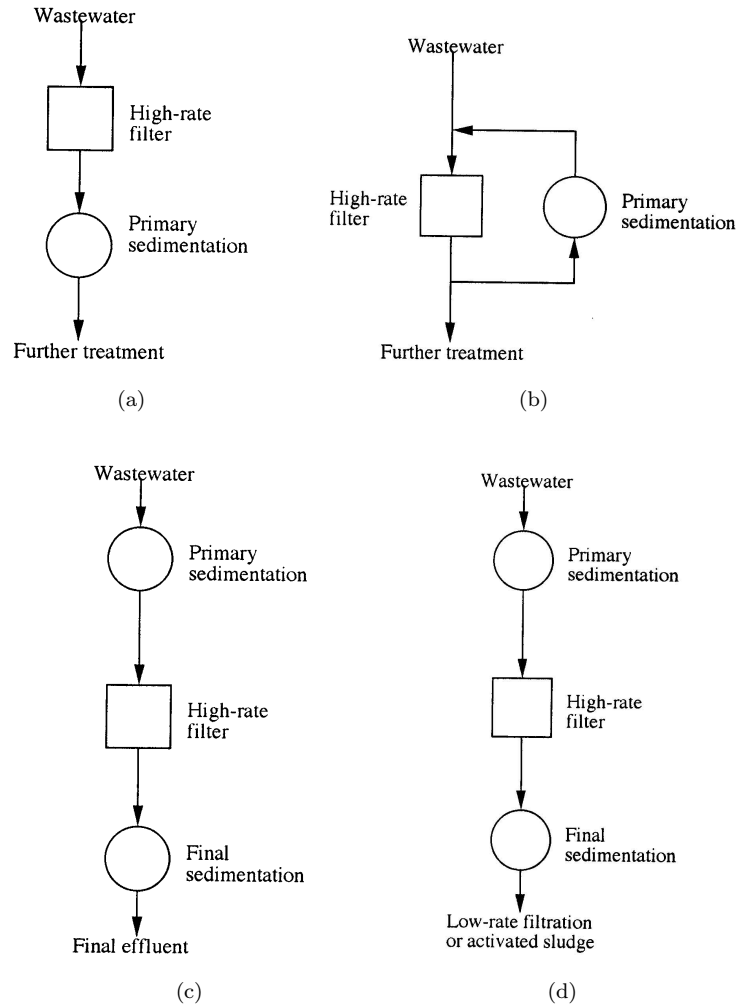 Wastewater
High-rate
filter
Primary
sedimentation
Further treatment
(a)
Wastewater
High-rate
filter
Primary
sedimentation
Further treatment
(b)
Wastewater
Primary
sedimentation
High-rate
filter
Final
sedimentation
Final effluent
(c)
Wastewater
Primary
sedimentation
High-rate
filter
Final
sedimentation
Low-rate filtration
or activated sludge
(d)